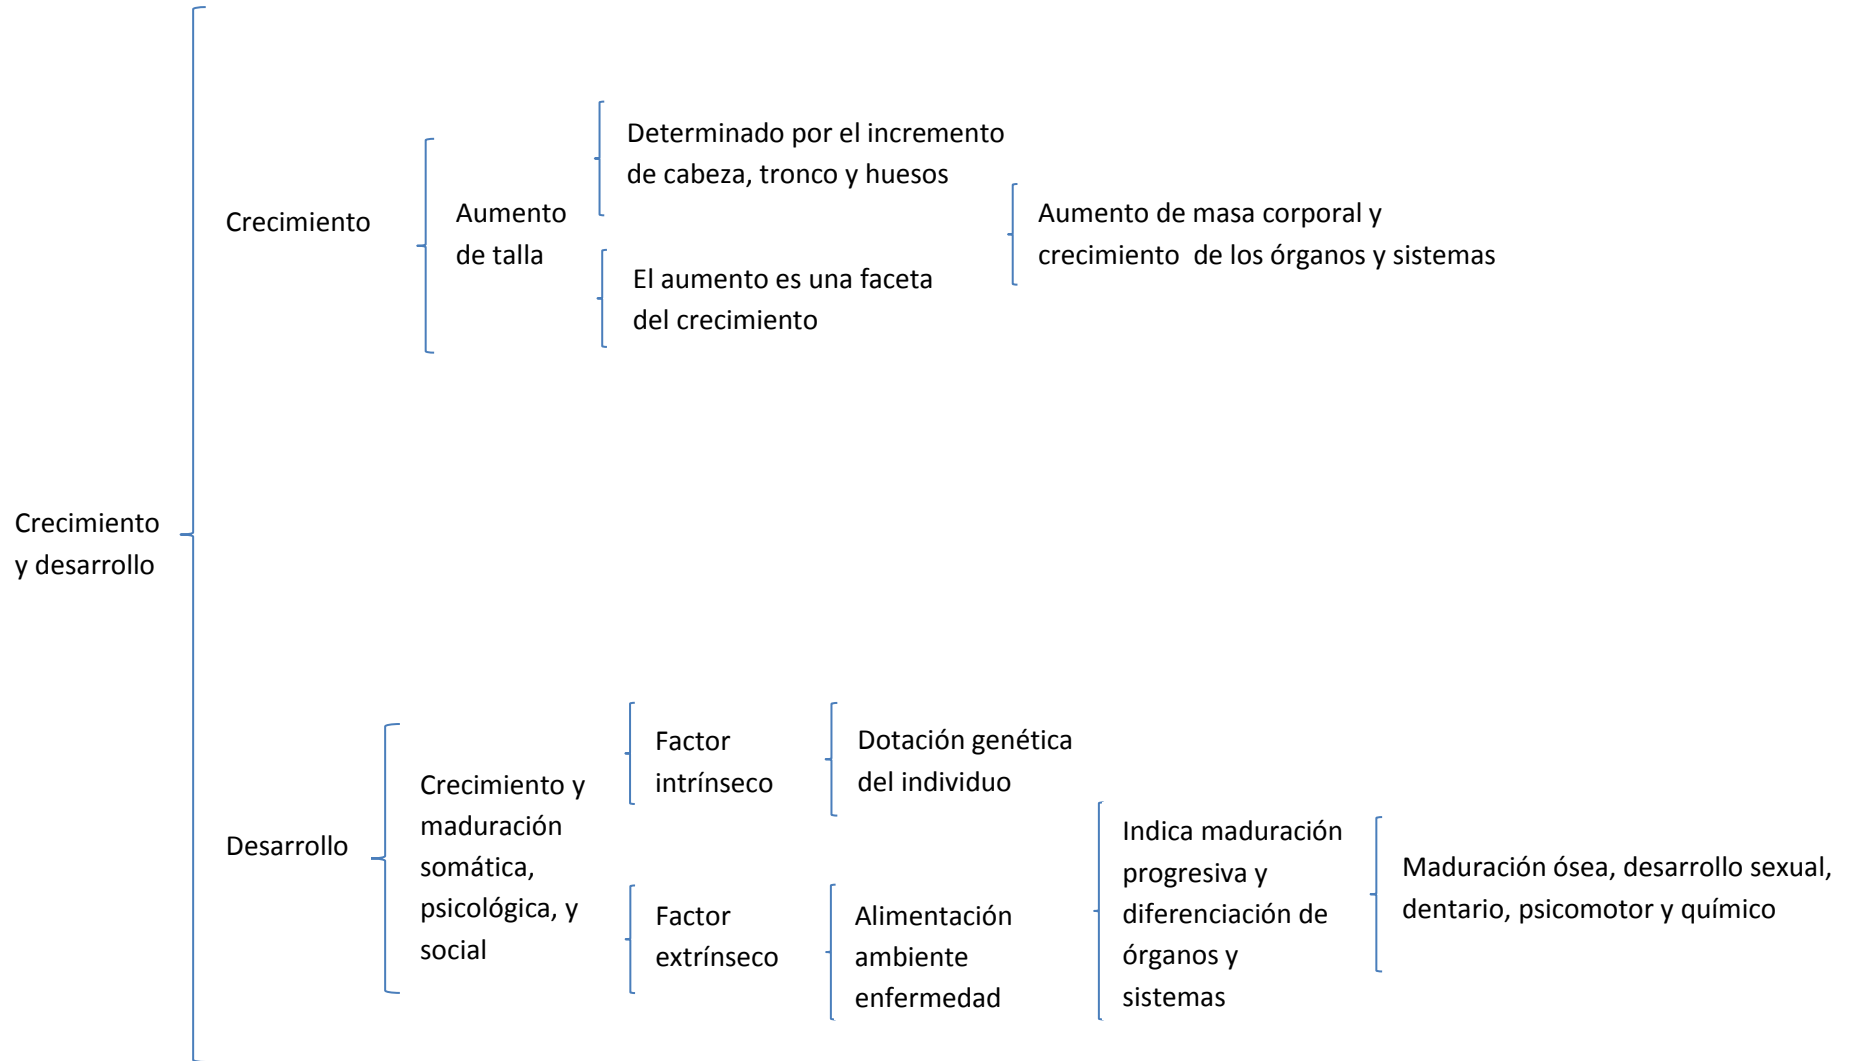 Crecimiento
y desarrollo
Crecimiento
Aumento
de talla
Determinado por el incremento
de cabeza, tronco y huesos
El aumento es una faceta
del crecimiento
Aumento de masa corporal y
crecimiento  de los órganos y sistemas
Desarrollo
Crecimiento y
maduración
somática,
psicológica, y
social
Factor
intrínseco
Dotación genética
del individuo
Factor
extrínseco
Alimentación
ambiente
enfermedad
Indica maduración
progresiva y
diferenciación de
órganos y
sistemas
Maduración ósea, desarrollo sexual,
dentario, psicomotor y químico